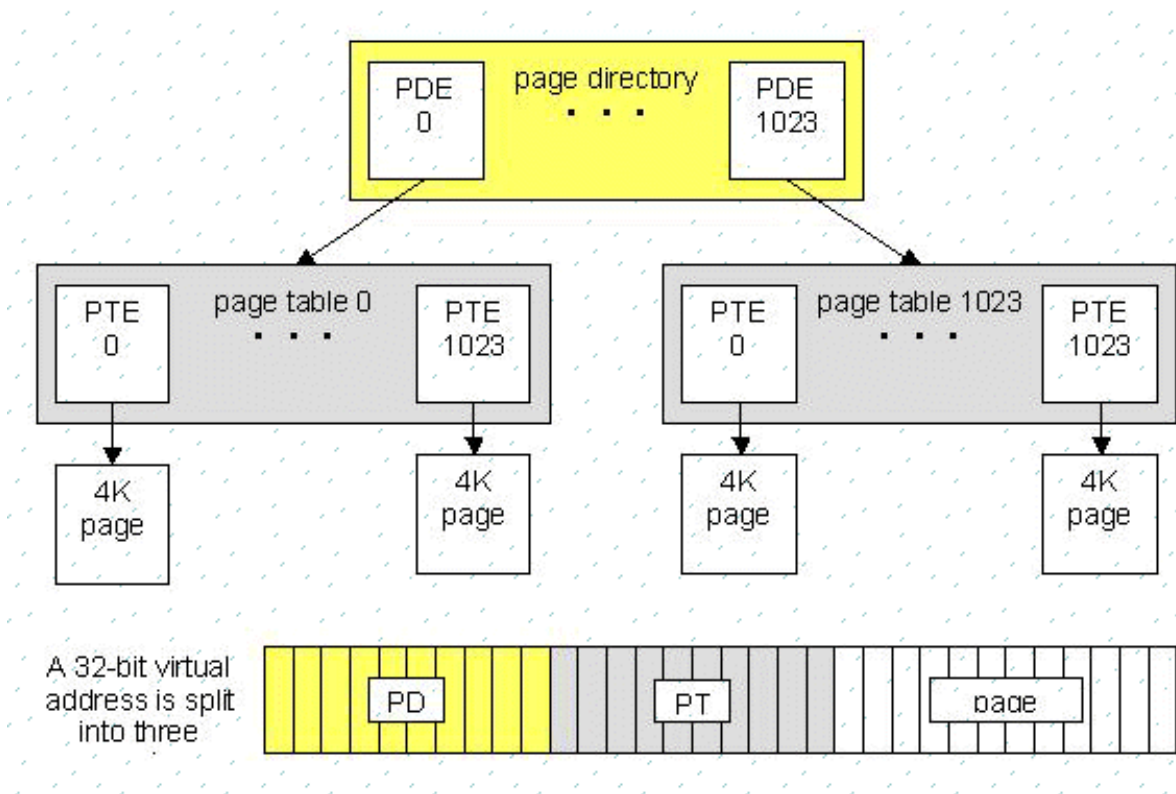 page directory
PDE
0
. . .
PDE
1023
page table 0
PTE
0
. . .
PTE
1023
page table 1023
PTE
0
. . .
PTE
1023
4K
page
4K
page
4K
page
4K
page
A 32-bit virtual
address is split
into three
PD
PT
page